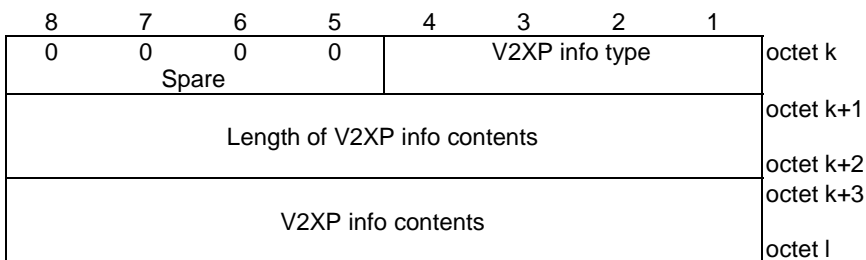 8 7 6 5 4 3 2 1
0 0 0 0 V2XP info type octet k
Spare
octet k+1
Length of V2XP info contents
octet k+2
octet k+3
V2XP info contents
octet l